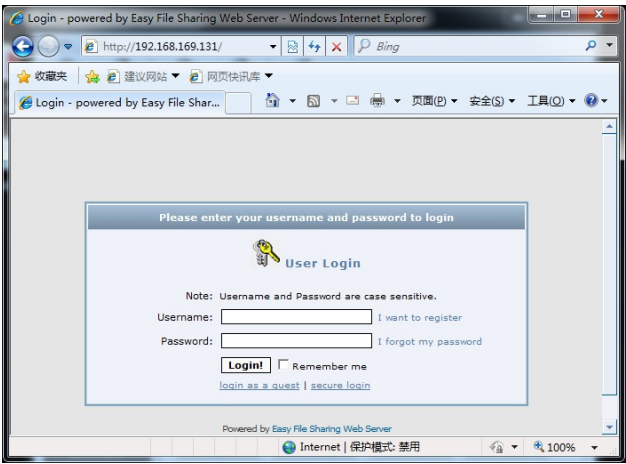 Login - powered by Easy File Sharing Web Server - Windows Internet Explorer
http://192.168.169.131/
Bing
收藏夹 建议网站 网页快讯库
Login - powered by Easy File Shar...
页面(P) 安全(S) 工具(O)
Please enter your username and password to login
User Login
Note: Username and Password are case sensitive.
Username: I want to register
Password: I forgot my password
Login! Remember me
login as a guest | secure login
Powered by Easy File Sharing Web Server
Internet | 保护模式: 禁用 100%